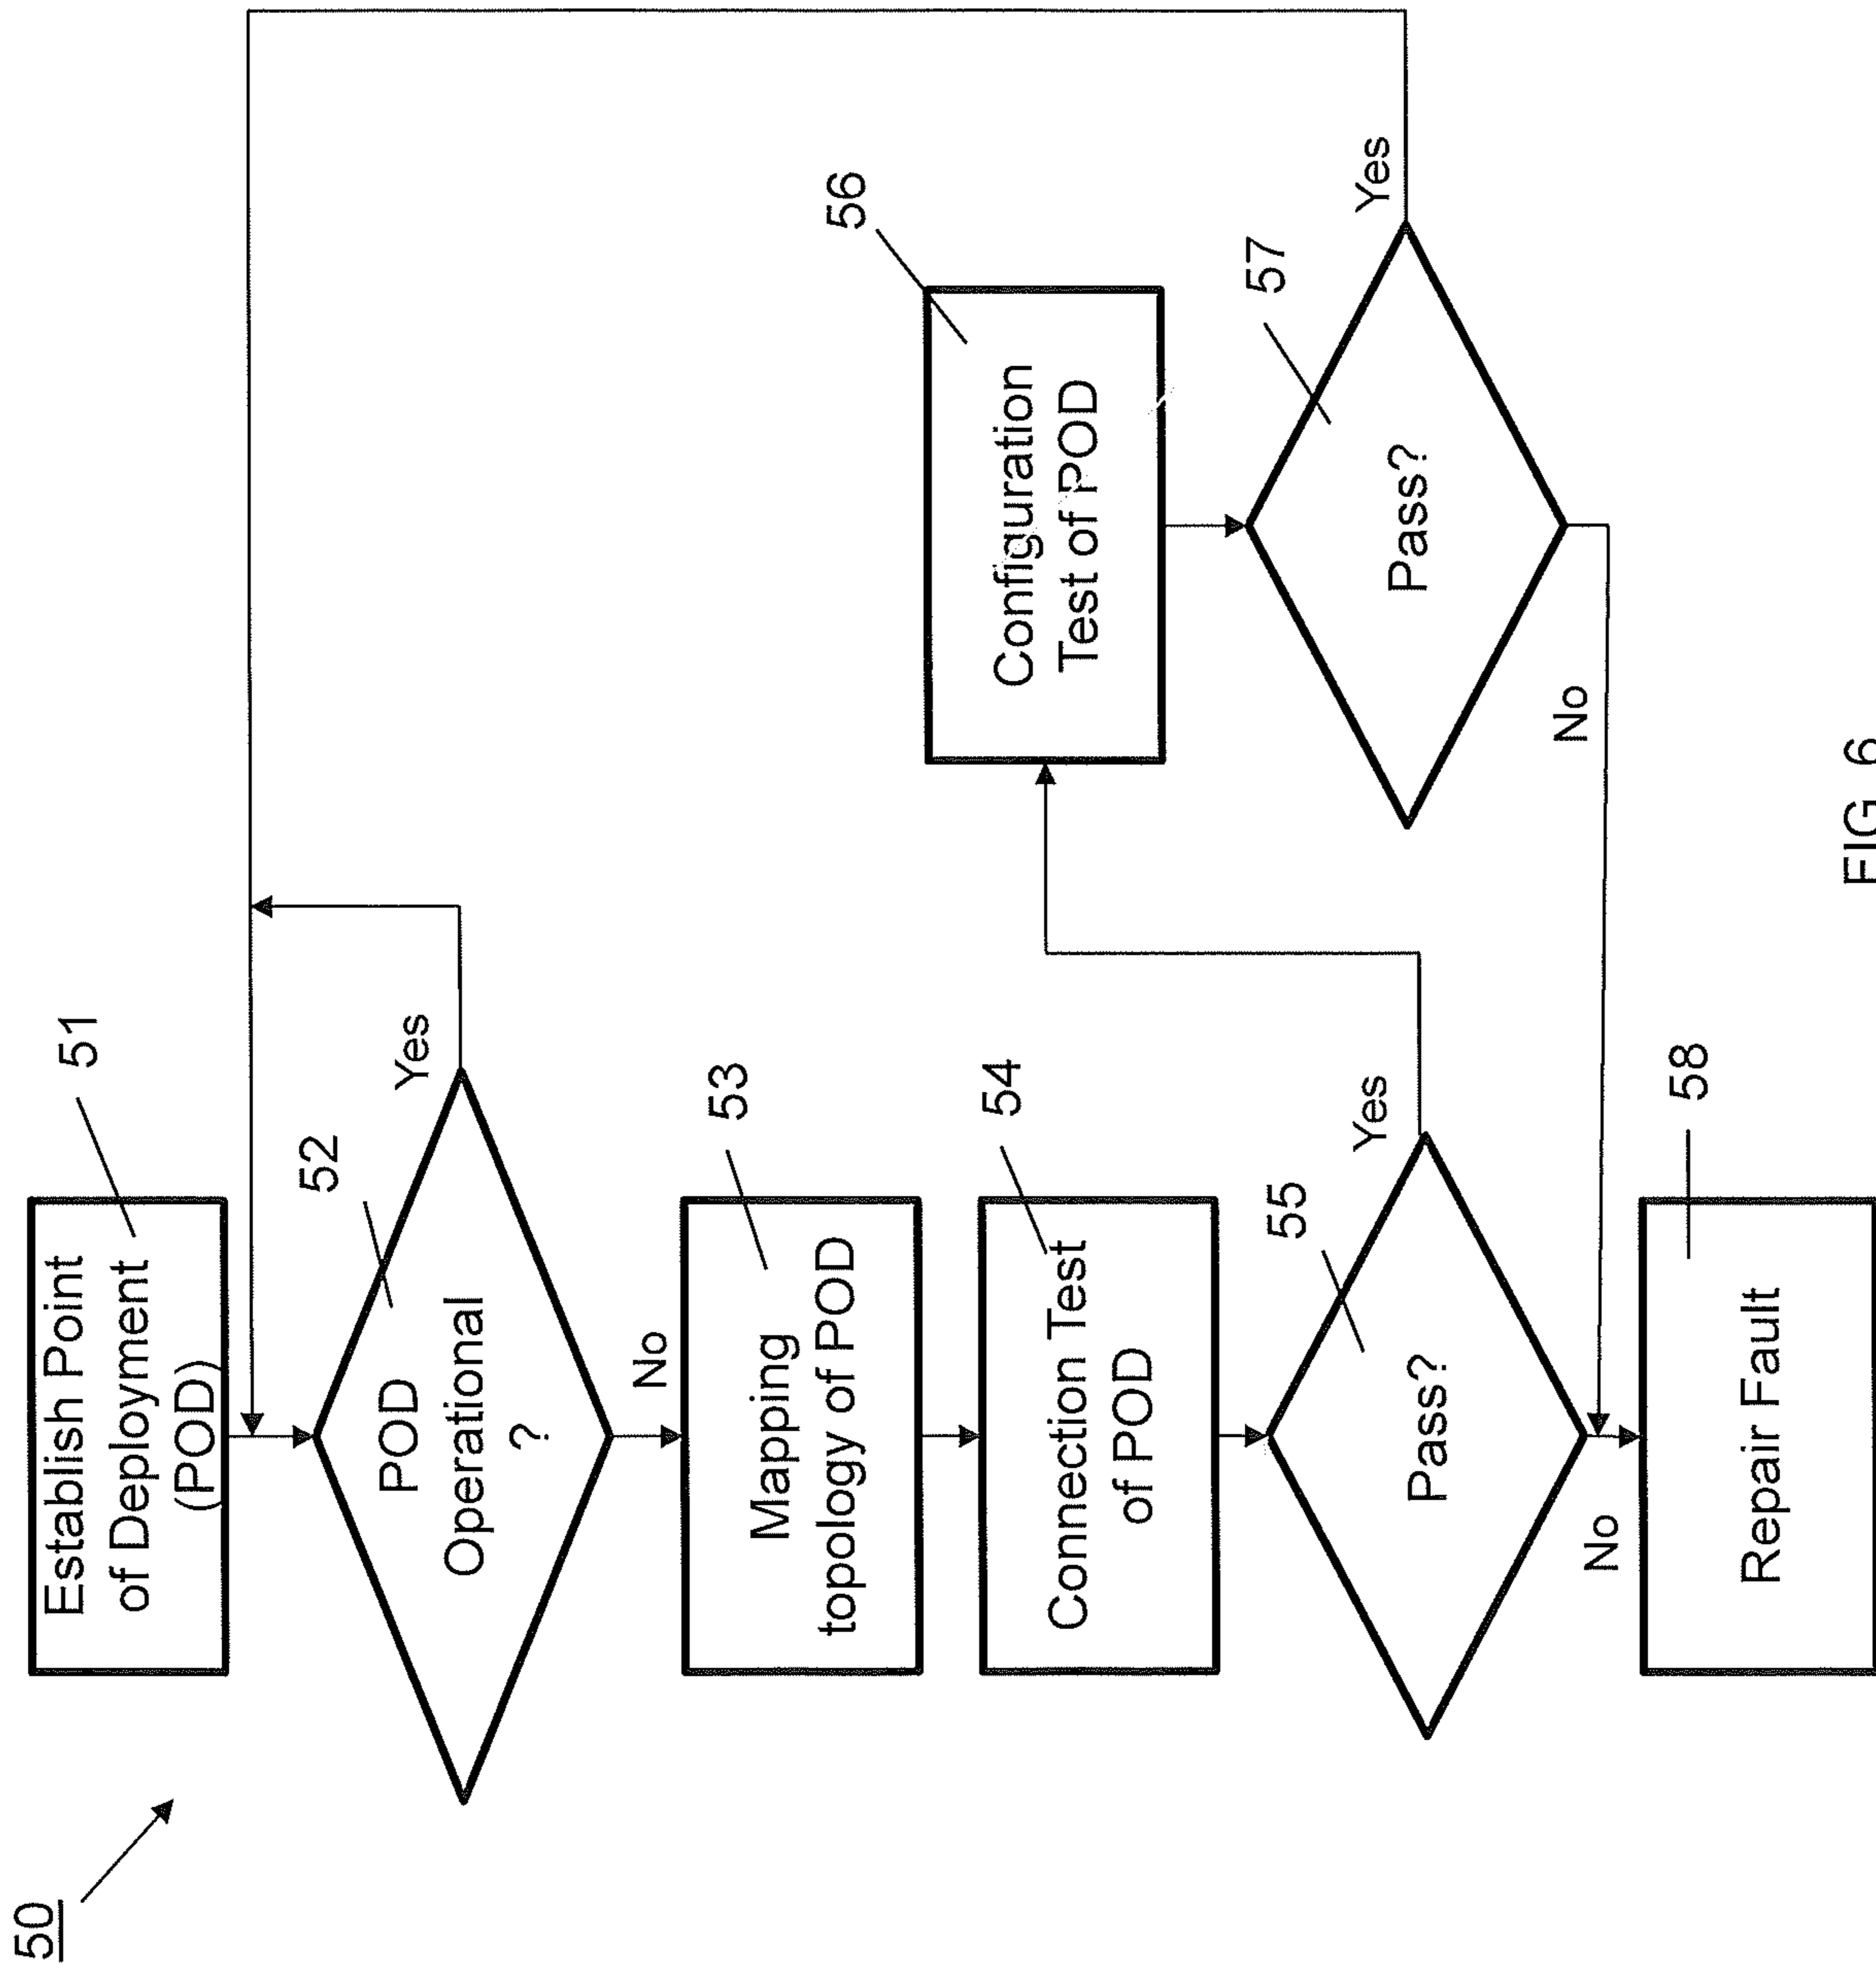 50
Establish Point
of Deployment
(POD)
51
POD
Operational
?
52
Yes
No
Mapping
topology of POD
53
Connection Test
of POD
54
Pass?
55
Yes
No
Configuration
Test of POD
56
Pass?
57
Yes
No
Repair Fault
58
FIG. 6